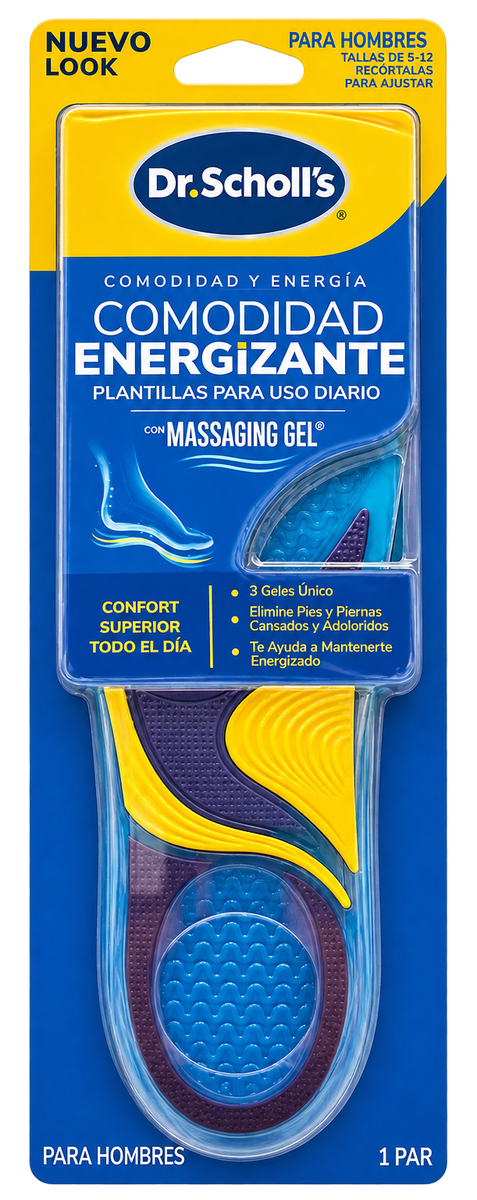 NUEVO
LOOK
PARA HOMBRES
TALLAS DE 5-12
RECÓRTALAS
PARA AJUSTAR
Dr.Scholl's®
COMODIDAD Y ENERGÍA
COMODIDAD
ENERGiZANTE
PLANTILLAS PARA USO DIARIO
CON MASSAGING GEL®
CONFORT
SUPERIOR
TODO EL DÍA
• 3 Geles Único
• Elimine Pies y Piernas
Cansados y Adoloridos
• Te Ayuda a Mantenerte
Energizado
PARA HOMBRES
1 PAR